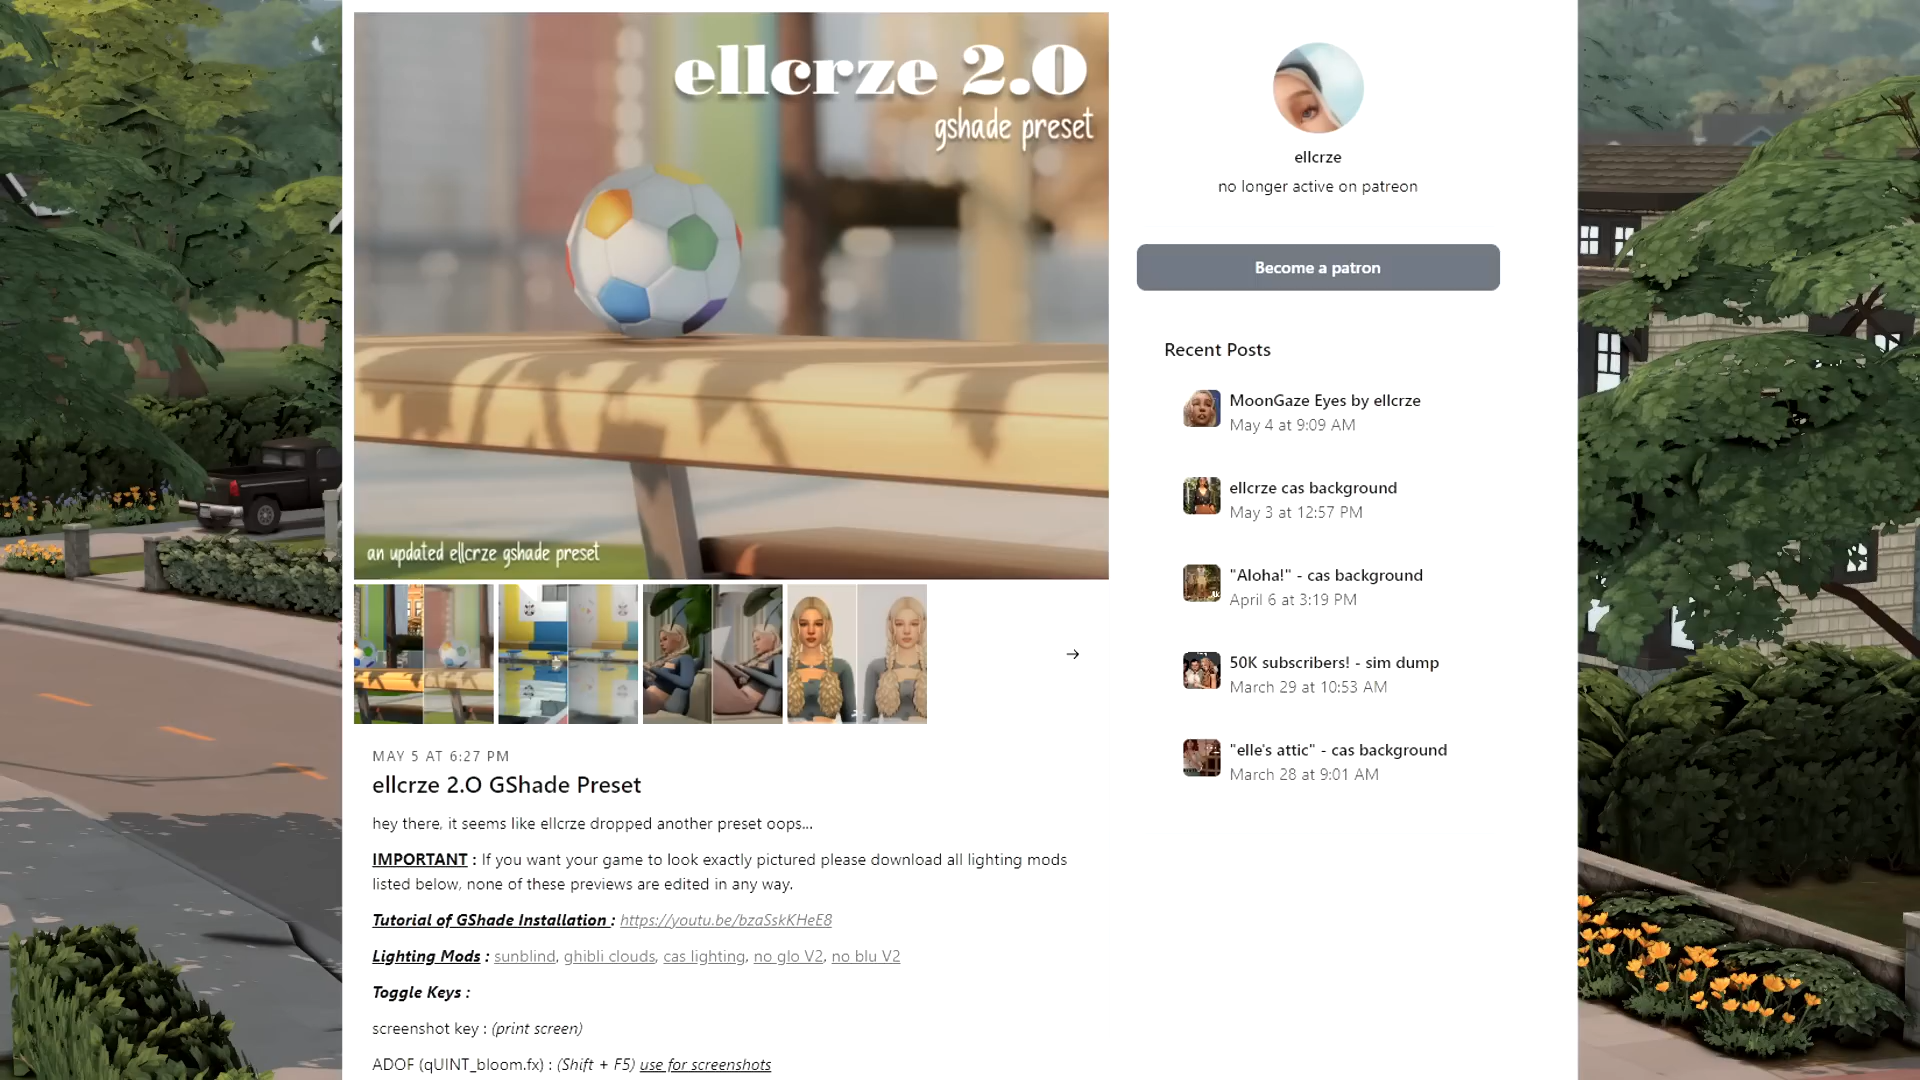 ellcrze 2.0
gshade preset
an updated ellcrze gshade preset
MAY 5 AT 6:27 PM
ellcrze 2.O GShade Preset
hey there, it seems like ellcrze dropped another preset oops...
IMPORTANT : If you want your game to look exactly pictured please download all lighting mods
listed below, none of these previews are edited in any way.
Tutorial of GShade Installation : https://youtu.be/bzaSskKHeE8
Lighting Mods : sunblind, ghibli clouds, cas lighting, no glo V2, no blu V2
Toggle Keys :
screenshot key : (print screen)
ADOF (qUINT_bloom.fx) : (Shift + F5) use for screenshots
ellcrze
no longer active on patreon
Become a patron
Recent Posts
MoonGaze Eyes by ellcrze
May 4 at 9:09 AM
ellcrze cas background
May 3 at 12:57 PM
"Aloha!" - cas background
April 6 at 3:19 PM
50K subscribers! - sim dump
March 29 at 10:53 AM
"elle's attic" - cas background
March 28 at 9:01 AM